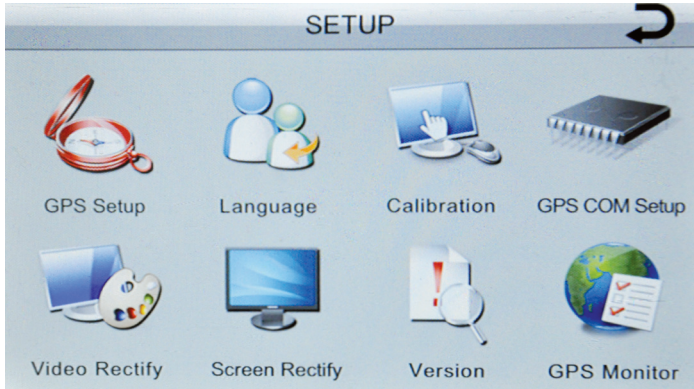 SETUP
GPS Setup Language Calibration GPS COM Setup
Video Rectify Screen Rectify Version GPS Monitor